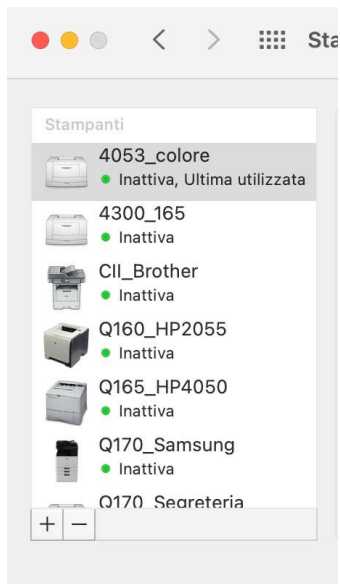 Sta
Stampanti
4053_colore
Inattiva, Ultima utilizzata
4300_165
Inattiva
CII_Brother
Inattiva
Q160_HP2055
Inattiva
Q165_HP4050
Inattiva
Q170_Samsung
Inattiva
Q170_Segreteria